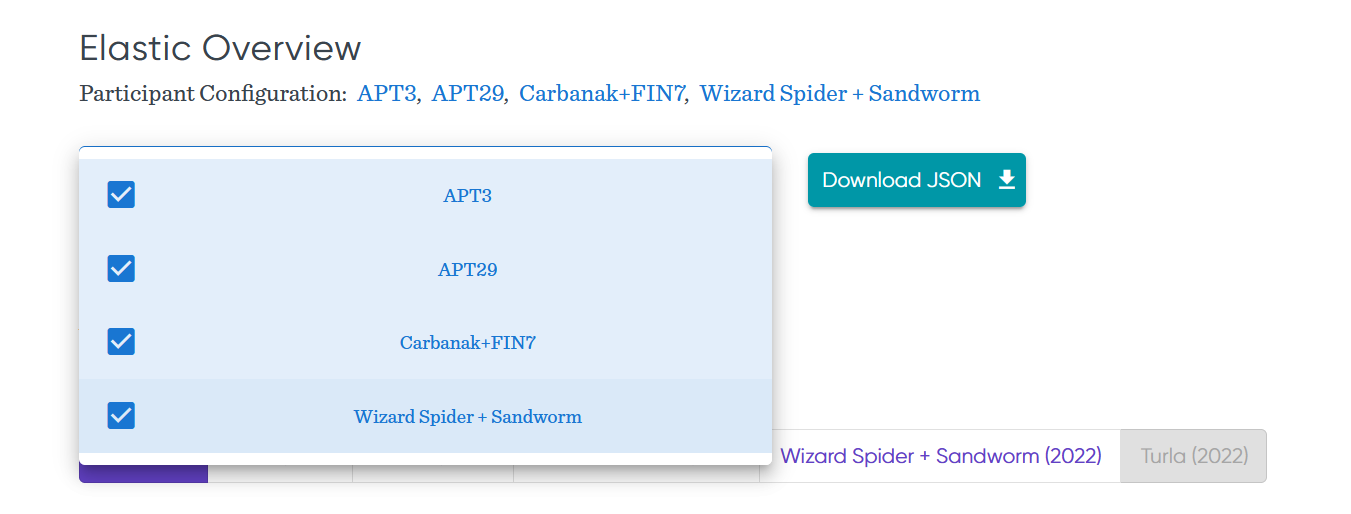 Elastic Overview
Participant Configuration: APT3, APT29, Carbanak+FIN7, Wizard Spider + Sandworm
Download JSON
APT3
APT29
Carbanak+FIN7
Wizard Spider + Sandworm
Wizard Spider + Sandworm (2022) Turla (2022)